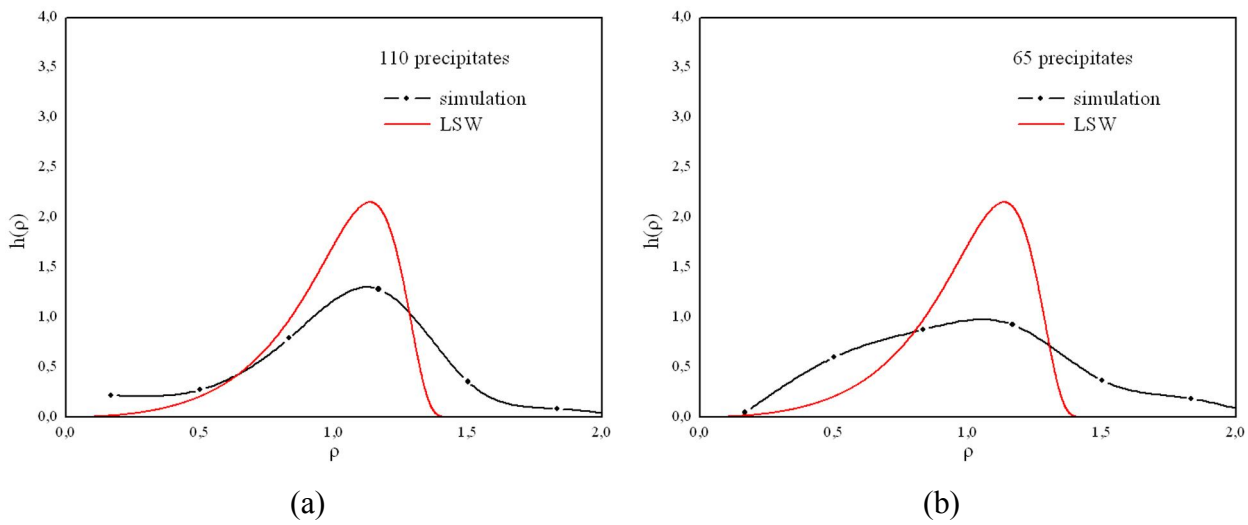 4,0
3,5
3,0
2,5
2,0
1,5
1,0
0,5
0,0
h(ρ)
110 precipitates
simulation
LSW
0,0 0,5 1,0 1,5 2,0
ρ
(a)
4,0
3,5
3,0
2,5
2,0
1,5
1,0
0,5
0,0
h(ρ)
65 precipitates
simulation
LSW
0,0 0,5 1,0 1,5 2,0
ρ
(b)